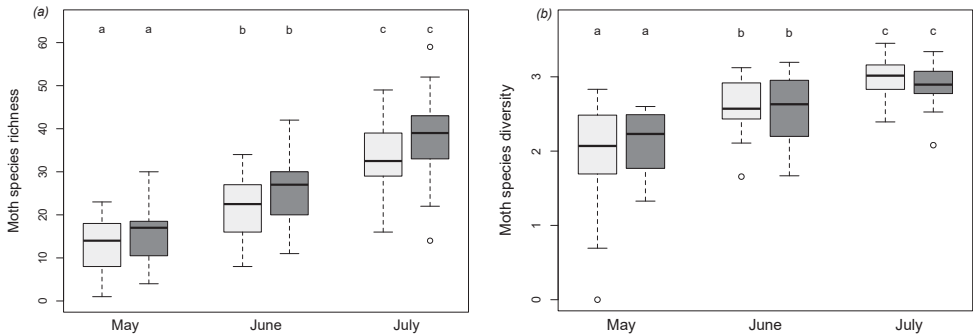 (a)
a a b b c c
Moth species richness
60
50
40
30
20
10
0
May June July
(b)
a a b b c c
Moth species diversity
3
2
1
0
May June July